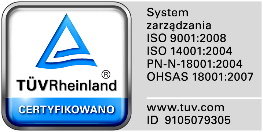 TÜVRheinland®
CERTYFIKOWANO
System
zarządzania
ISO 9001:2008
ISO 14001:2004
PN-N-18001:2004
OHSAS 18001:2007
www.tuv.com
ID 9105079305